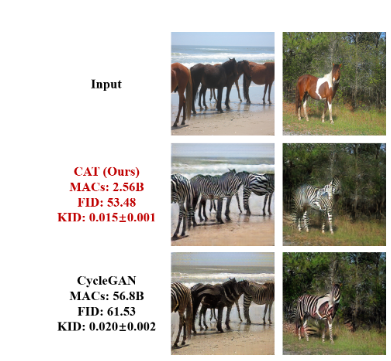 Input
CAT (Ours)
MACs: 2.56B
FID: 53.48
KID: 0.015±0.001
CycleGAN
MACs: 56.8B
FID: 61.53
KID: 0.020±0.002